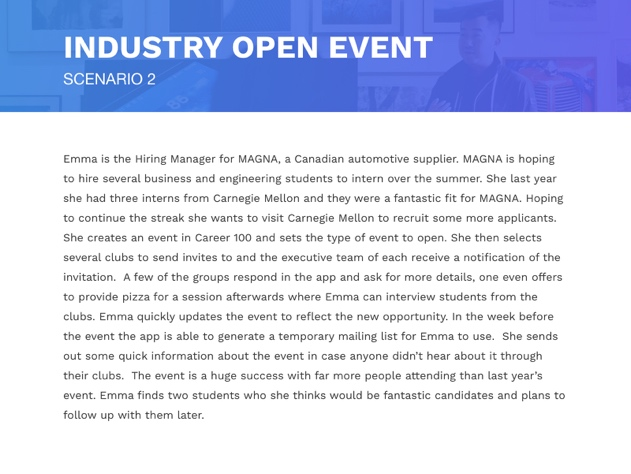 INDUSTRY OPEN EVENT
SCENARIO 2
Emma is the Hiring Manager for MAGNA, a Canadian automotive supplier. MAGNA is hoping
to hire several business and engineering students to intern over the summer. She last year
she had three interns from Carnegie Mellon and they were a fantastic fit for MAGNA. Hoping
to continue the streak she wants to visit Carnegie Mellon to recruit some more applicants.
She creates an event in Career 100 and sets the type of event to open. She then selects
several clubs to send invites to and the executive team of each receive a notification of the
invitation.  A few of the groups respond in the app and ask for more details, one even offers
to provide pizza for a session afterwards where Emma can interview students from the
clubs. Emma quickly updates the event to reflect the new opportunity. In the week before
the event the app is able to generate a temporary mailing list for Emma to use.  She sends
out some quick information about the event in case anyone didn’t hear about it through
their clubs.  The event is a huge success with far more people attending than last year’s
event. Emma finds two students who she thinks would be fantastic candidates and plans to
follow up with them later.